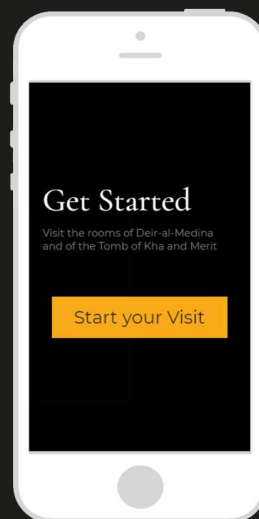 Get Started
Visit the rooms of Deir-al-Medina
and of the Tomb of Kha and Merit
Start your Visit